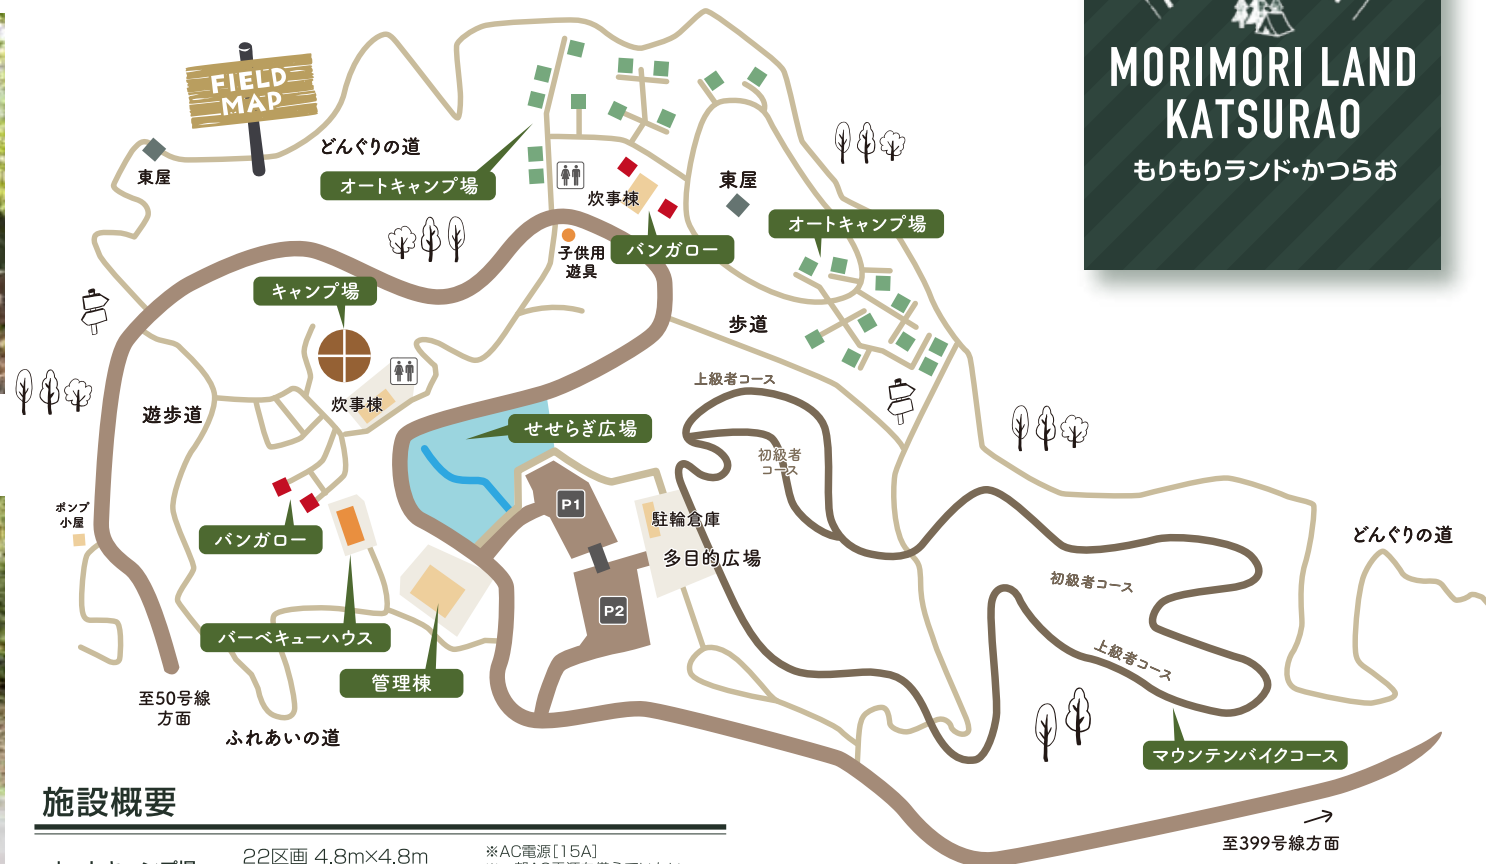 FIELD
MAP
MORIMORI LAND
KATSURAO
もりもりランド・かつらお
どんぐりの道
東屋
オートキャンプ場
炊事棟
東屋
オートキャンプ場
バンガロー
子供用
遊具
キャンプ場
歩道
上級者コース
炊事棟
遊歩道
せせらぎ広場
初級者
コース
ポンプ
小屋
P1
駐輪倉庫
バンガロー
多目的広場
どんぐりの道
初級者コース
P2
バーベキューハウス
上級者コース
管理棟
至50号線
方面
ふれあいの道
マウンテンバイクコース
至399号線方面
施設概要
22区画 4.8m×4.8m
※AC電源[15A]